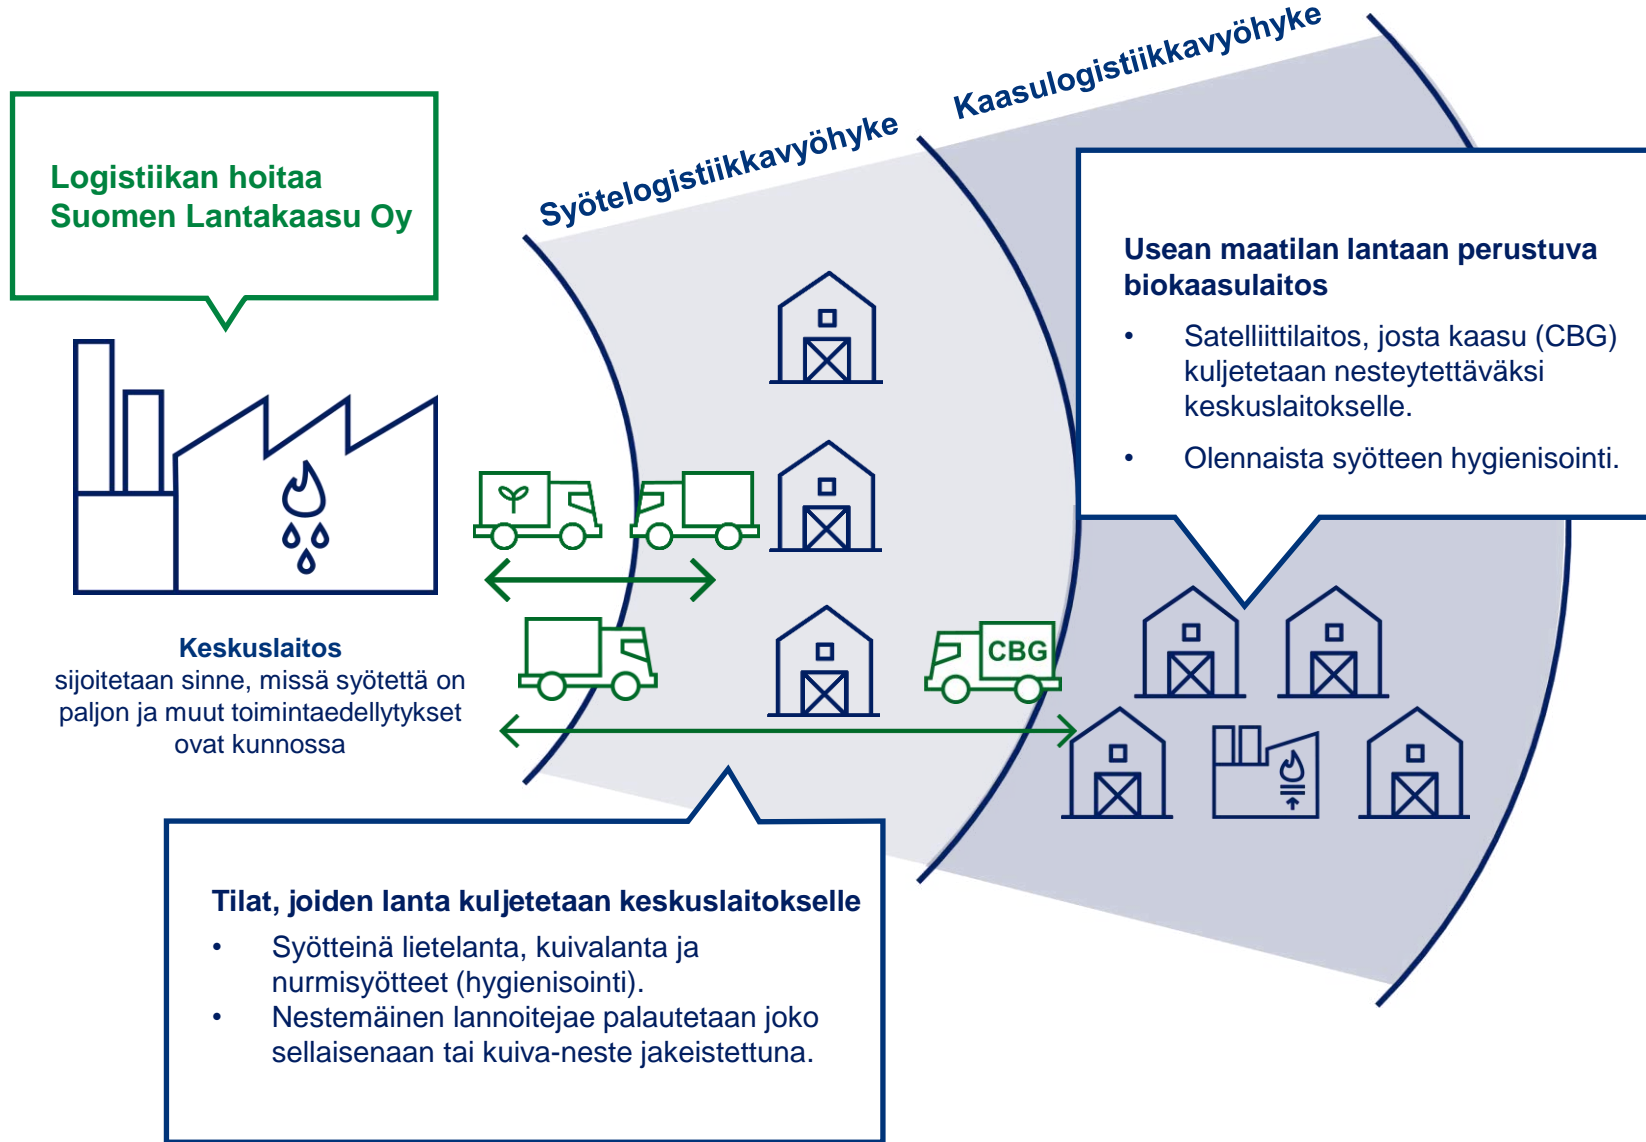 Kaasulogistiikkavyöhyke
Syötelogistiikkavyöhyke
Logistiikan hoitaa
Suomen Lantakaasu Oy
Usean maatilan lantaan perustuva
biokaasulaitos
• Satelliittilaitos, josta kaasu (CBG)
kuljetetaan nesteytettäväksi
keskuslaitokselle.
• Olennaista syötteen hygienisointi.
CBG
Keskuslaitos
sijoitetaan sinne, missä syötettä on
paljon ja muut toimintaedellytykset
ovat kunnossa
Tilat, joiden lanta kuljetetaan keskuslaitokselle
• Syötteinä lietelanta, kuivalanta ja
nurmisyötteet (hygienisointi).
• Nestemäinen lannoitejae palautetaan joko
sellaisenaan tai kuiva-neste jakeistettuna.